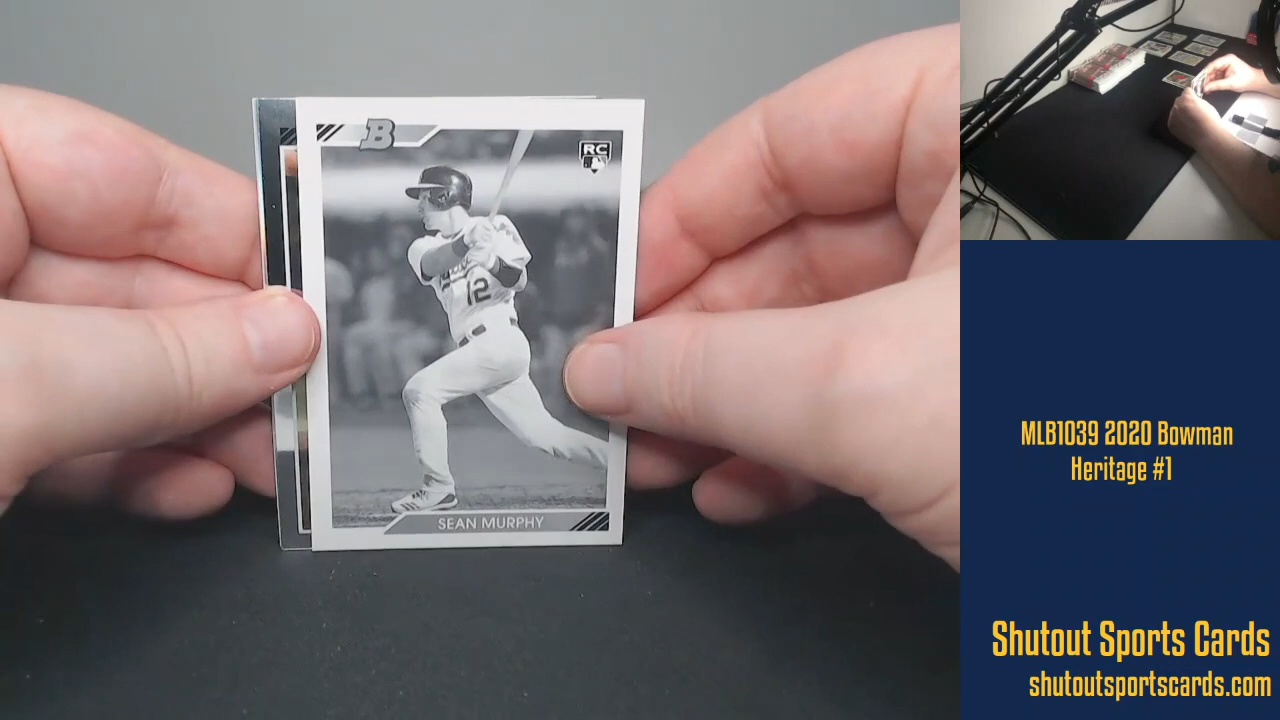 B
RC
12
SEAN MURPHY
MLB1039 2020 Bowman
Heritage #1
Shutout Sports Cards
shutoutsportscards.com